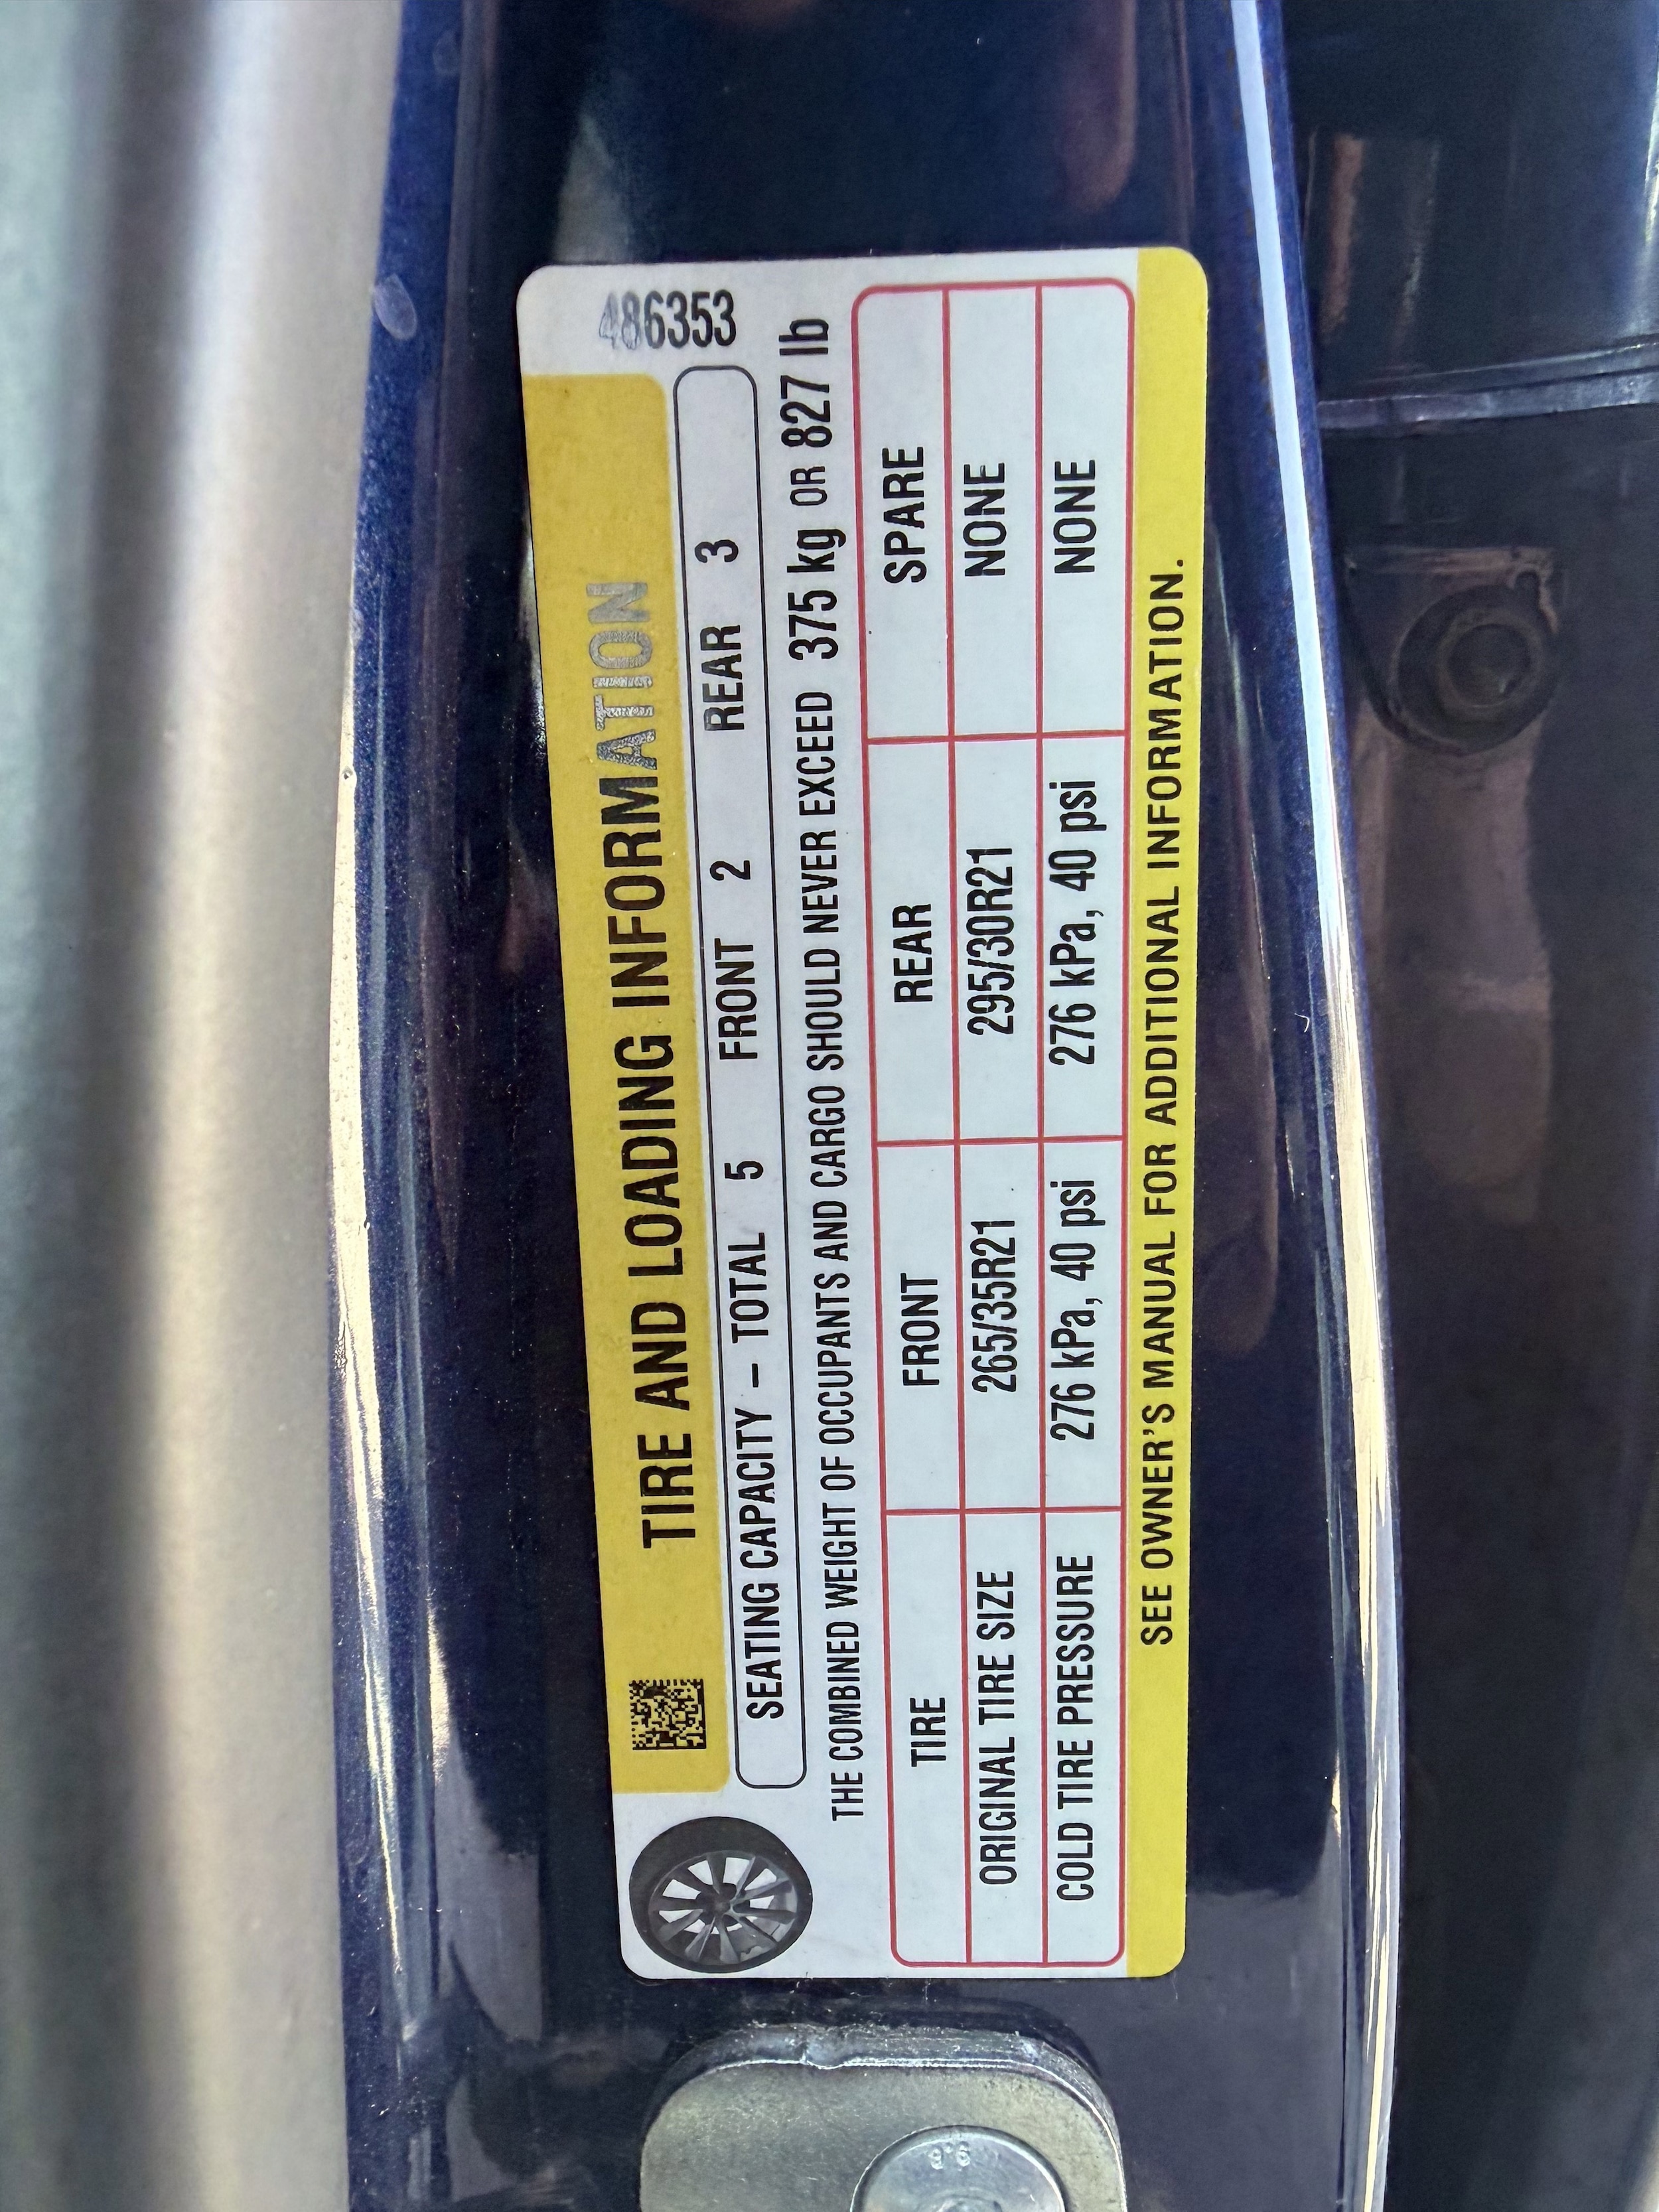 486353
TIRE AND LOADING INFORMATION
SEATING CAPACITY – TOTAL 5 FRONT 2 REAR 3
THE COMBINED WEIGHT OF OCCUPANTS AND CARGO SHOULD NEVER EXCEED 375 kg OR 827 lb
TIRE FRONT REAR SPARE
ORIGINAL TIRE SIZE 265/35R21 295/30R21 NONE
COLD TIRE PRESSURE 276 kPa, 40 psi 276 kPa, 40 psi NONE
SEE OWNER'S MANUAL FOR ADDITIONAL INFORMATION.